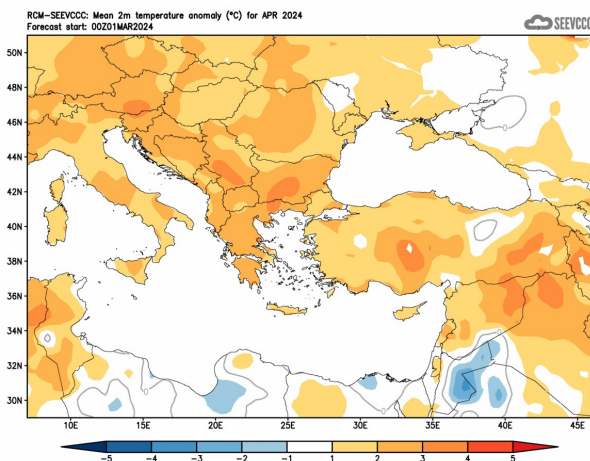 RCM-SEEVCCC: Mean 2m temperature anomaly (°C) for APR 2024
Forecast start: 00Z01MAR2024
SEEVCCC
50N
48N
46N
44N
42N
40N
38N
36N
34N
32N
30N
10E 15E 20E 25E 30E 35E 40E 45E
-5 -4 -3 -2 -1 1 2 3 4 5